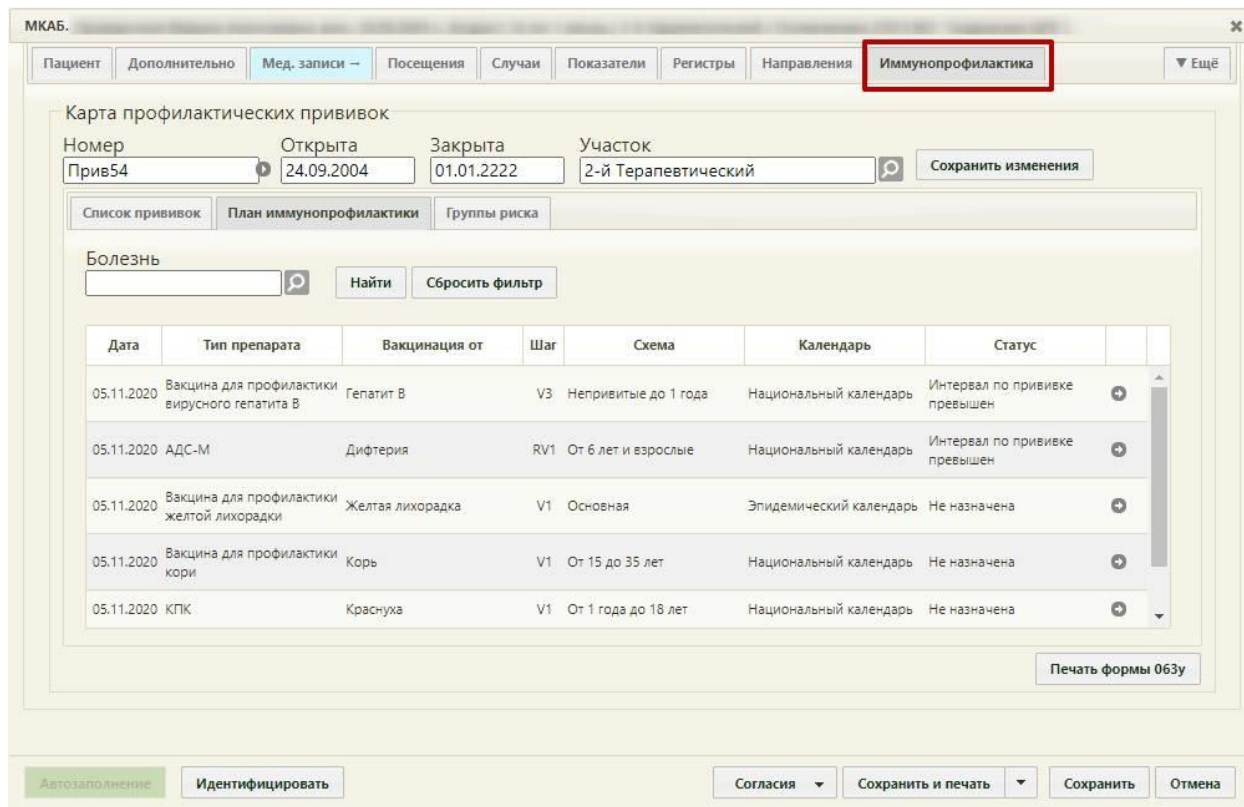 МКАБ.
Пациент Дополнительно Мед. записи → Посещения Случаи Показатели Регистры Направления Иммунопрофилактика ▼ Ещё
Карта профилактических прививок
Номер Открыта Закрыта Участок
Прив54 24.09.2004 01.01.2222 2-й Терапевтический Сохранить изменения
Список прививок План иммунопрофилактики Группы риска
Болезнь
Найти Сбросить фильтр
Дата Тип препарата Вакцинация от Шаг Схема Календарь Статус
05.11.2020 Вакцина для профилактики вирусного гепатита В Гепатит В V3 Непривитые до 1 года Национальный календарь Интервал по прививке превышен
05.11.2020 АДС-М Дифтерия RV1 От 6 лет и взрослые Национальный календарь Интервал по прививке превышен
05.11.2020 Вакцина для профилактики желтой лихорадки Желтая лихорадка V1 Основная Эпидемический календарь Не назначена
05.11.2020 Вакцина для профилактики кори Корь V1 От 15 до 35 лет Национальный календарь Не назначена
05.11.2020 КПК Краснуха V1 От 1 года до 18 лет Национальный календарь Не назначена
Печать формы 063у
Автозаполнение Идентифицировать Согласия Сохранить и печать Сохранить Отмена